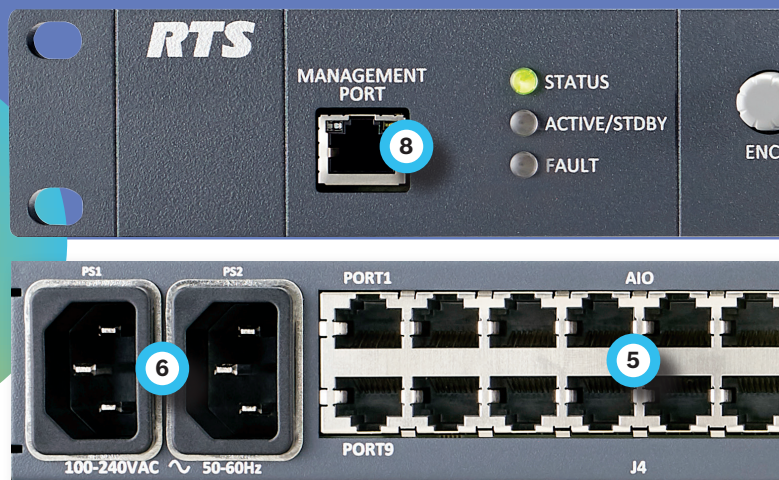 RTS
MANAGEMENT
PORT
8
STATUS
ACTIVE/STDBY
FAULT
PS1
PS2
PORT1
AIO
6
5
PORT9
J4
100-240VAC ∿ 50-60Hz